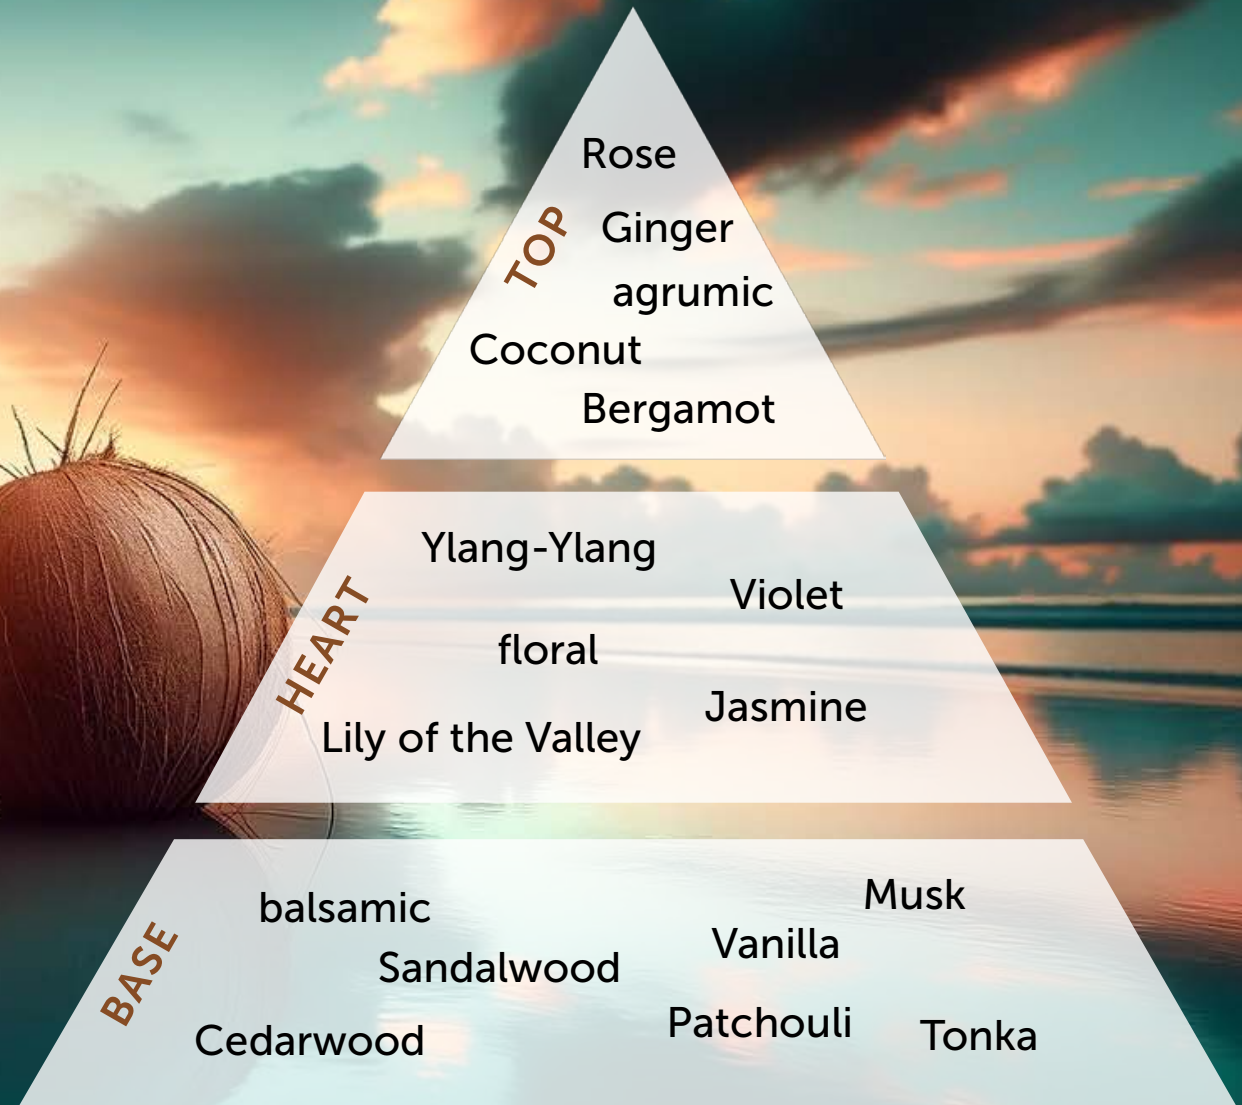 Rose
TOP
Ginger
agrumic
Coconut
Bergamot
HEART
Ylang-Ylang
Violet
floral
Jasmine
Lily of the Valley
BASE
balsamic
Musk
Vanilla
Sandalwood
Patchouli
Tonka
Cedarwood